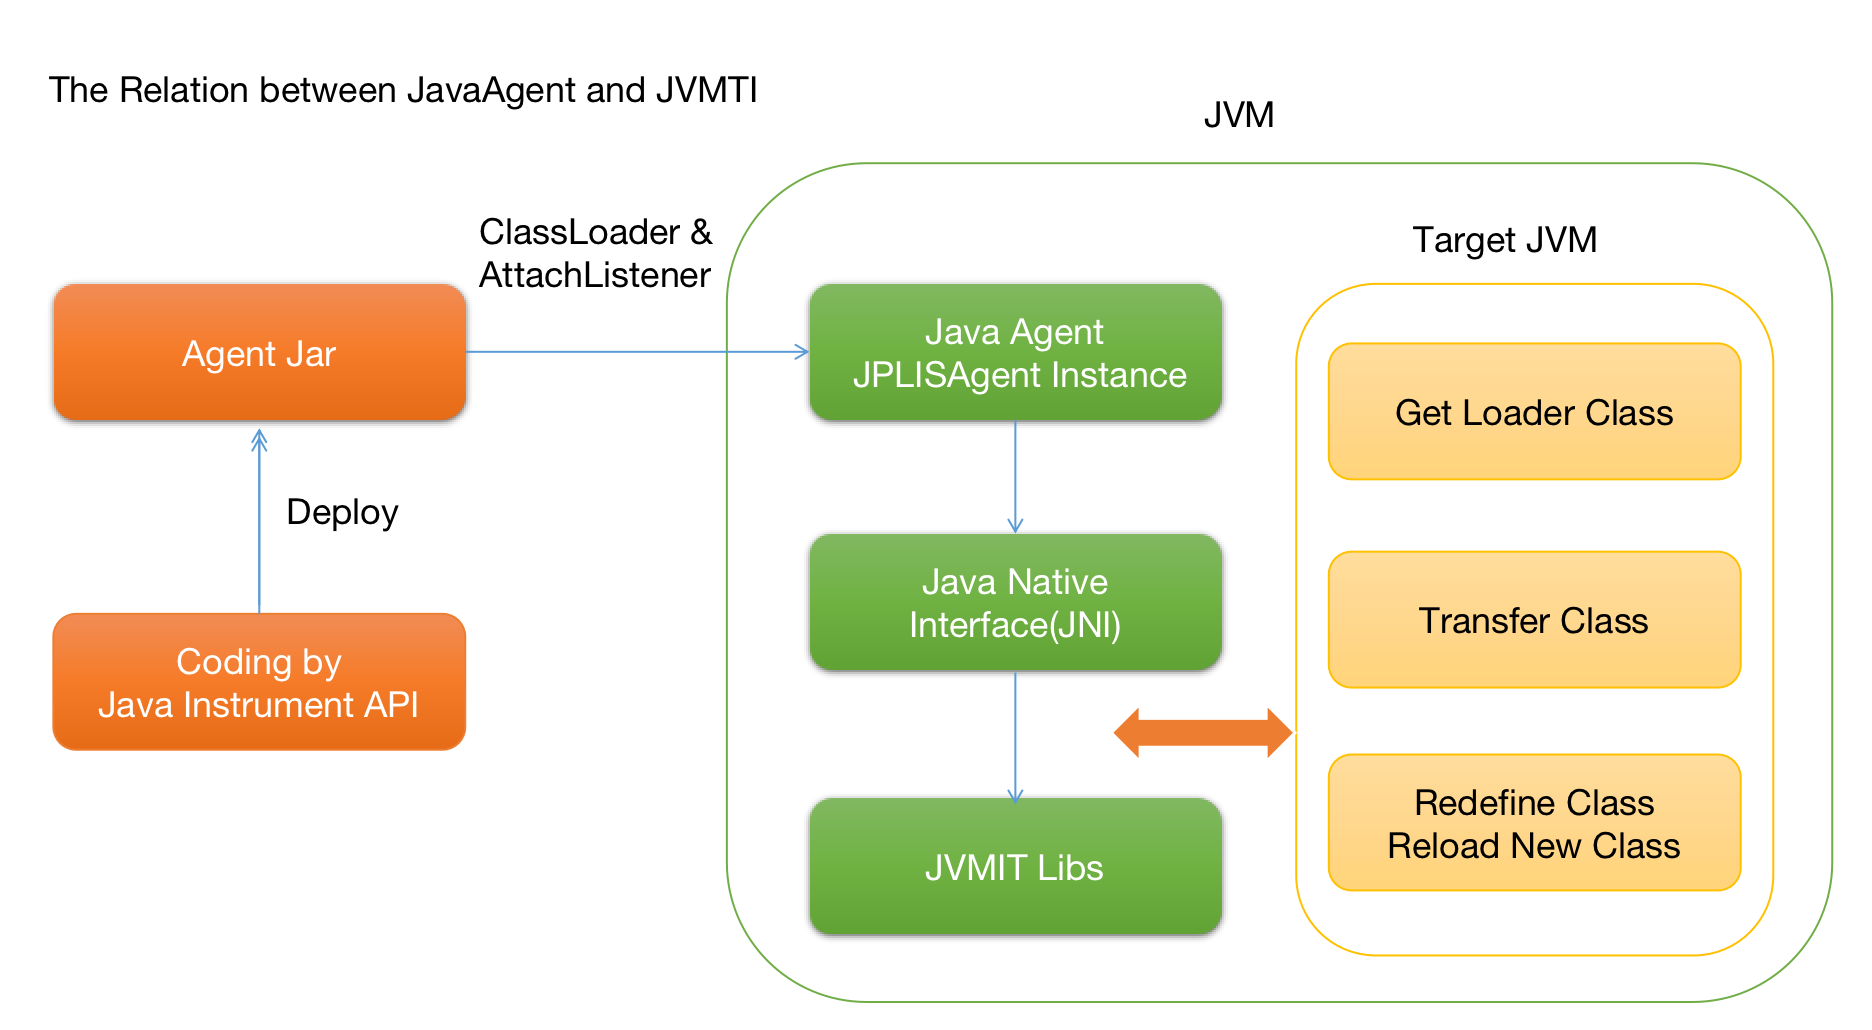 The Relation between JavaAgent and JVMTI
JVM
ClassLoader &
AttachListener
Target JVM
Agent Jar
Java Agent
JPLISAgent Instance
Get Loader Class
Deploy
Java Native
Interface(JNI)
Transfer Class
Coding by
Java Instrument API
Redefine Class
Reload New Class
JVMIT Libs